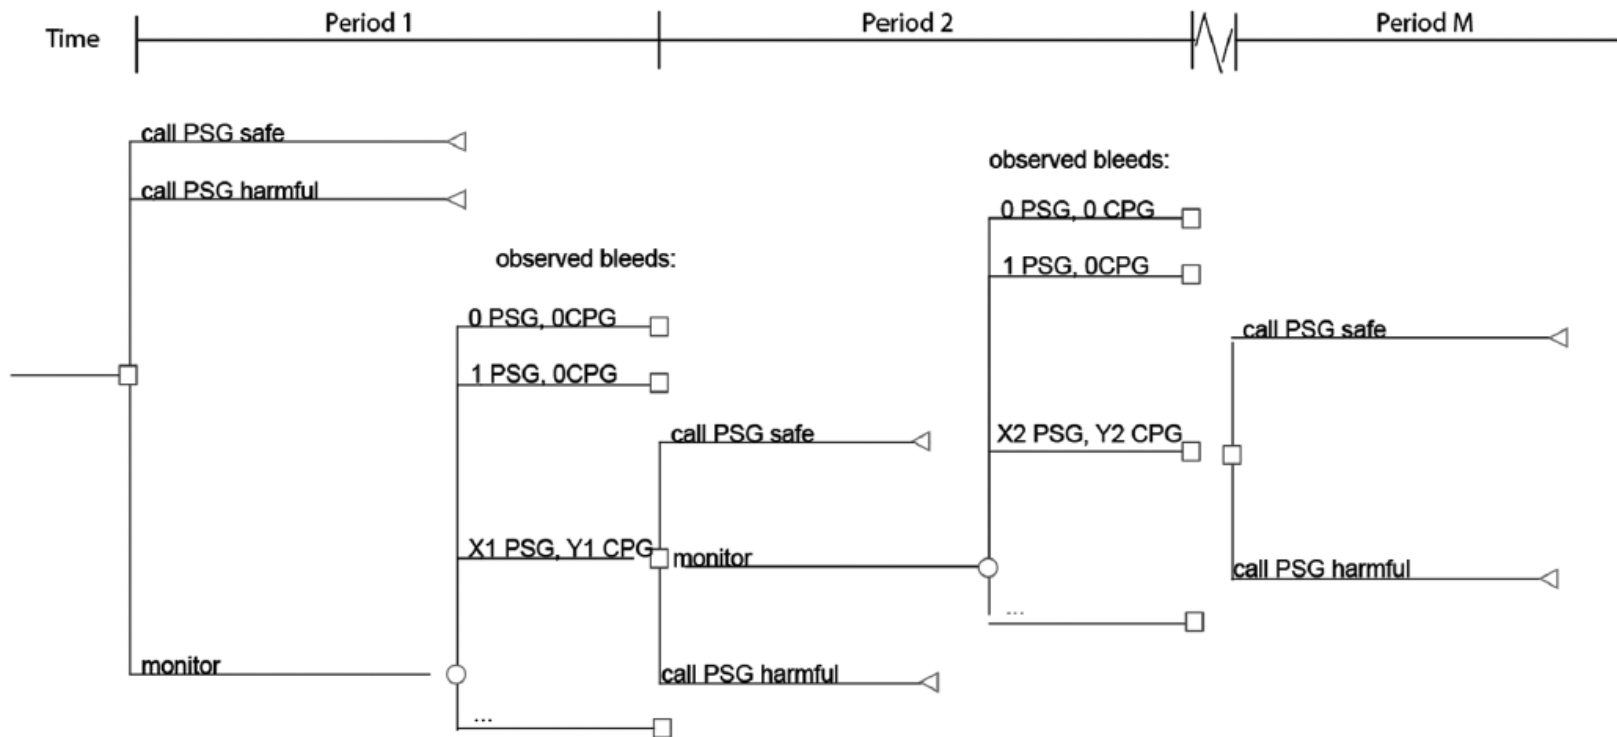 Time
Period 1
Period 2
Period M
call PSG safe
call PSG harmful
observed bleeds:
0 PSG, 0CPG
1 PSG, 0CPG
X1 PSG, Y1 CPG
...
monitor
call PSG safe
monitor
call PSG harmful
observed bleeds:
0 PSG, 0 CPG
1 PSG, 0CPG
X2 PSG, Y2 CPG
...
call PSG safe
call PSG harmful